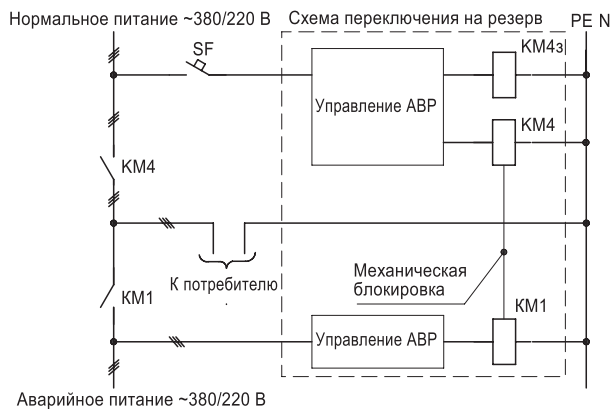 Нормальное питание ~380/220 В
Схема переключения на резерв
PE N
SF
КМ4з
Управление АВР
КМ4
КМ4
Механическая
блокировка
К потребителю
КМ1
КМ1
Управление АВР
Аварийное питание ~380/220 В